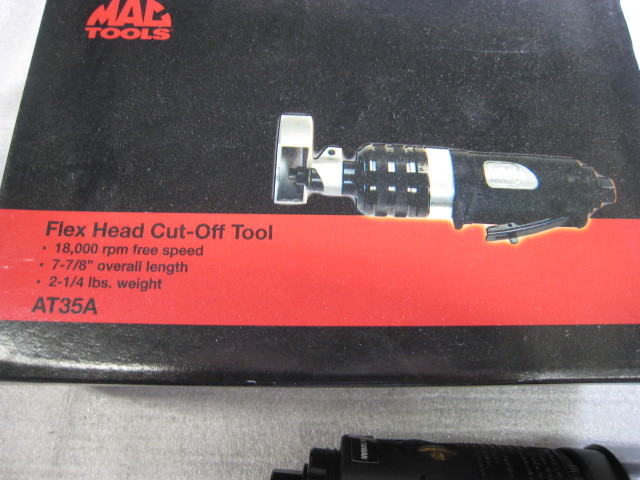 MAC
TOOLS
Flex Head Cut-Off Tool
• 18,000 rpm free speed
• 7-7/8" overall length
• 2-1/4 lbs. weight
AT35A